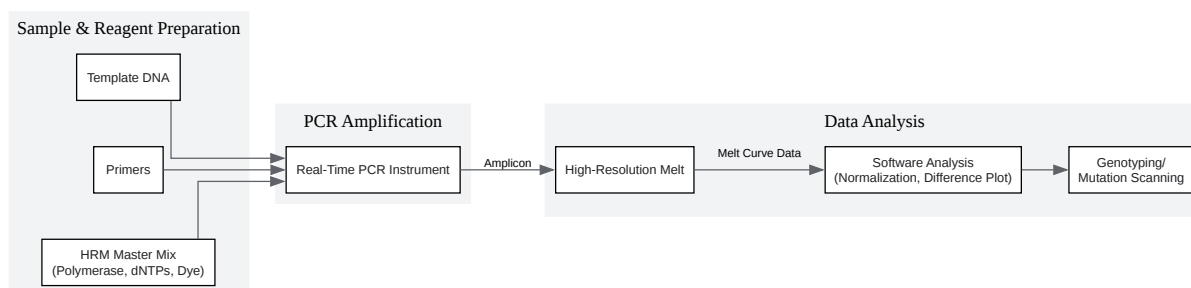 Sample & Reagent Preparation
Template DNA
Primers
HRM Master Mix
(Polymerase, dNTPs, Dye)
PCR Amplification
Real-Time PCR Instrument
Amplicon
Data Analysis
High-Resolution Melt
Melt Curve Data
Software Analysis
(Normalization, Difference Plot)
Genotyping/
Mutation Scanning